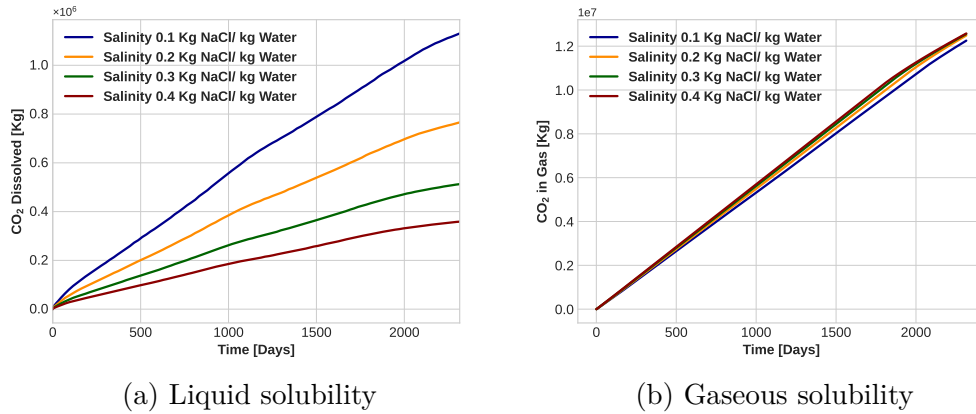 ×10⁶
Salinity 0.1 Kg NaCl/ kg Water
Salinity 0.2 Kg NaCl/ kg Water
Salinity 0.3 Kg NaCl/ kg Water
Salinity 0.4 Kg NaCl/ kg Water
1.0
0.8
0.6
0.4
0.2
0.0
CO₂ Dissolved [Kg]
0 500 1000 1500 2000
Time [Days]
(a) Liquid solubility
1e7
Salinity 0.1 Kg NaCl/ kg Water
Salinity 0.2 Kg NaCl/ kg Water
Salinity 0.3 Kg NaCl/ kg Water
Salinity 0.4 Kg NaCl/ kg Water
1.2
1.0
0.8
0.6
0.4
0.2
0.0
CO₂ in Gas [Kg]
0 500 1000 1500 2000
Time [Days]
(b) Gaseous solubility